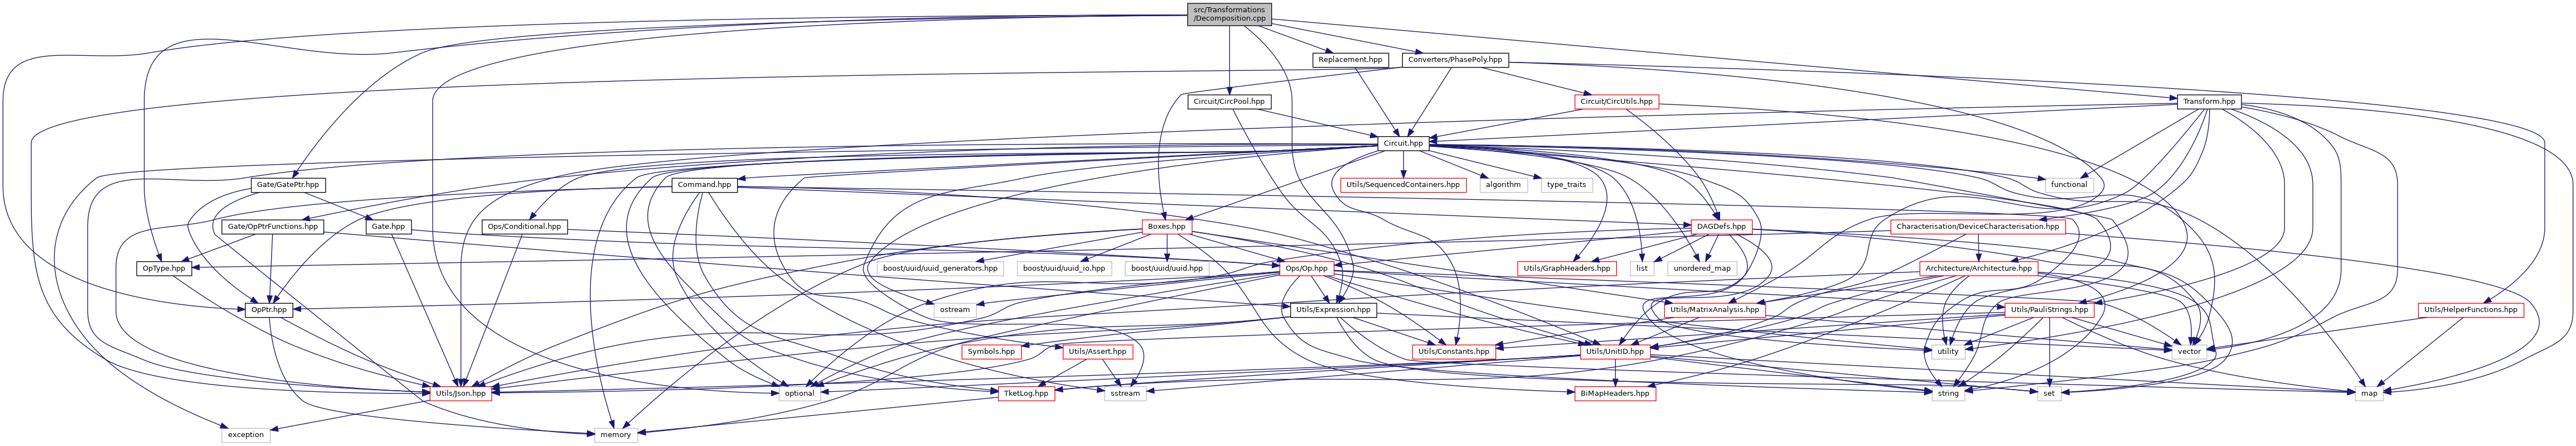 src/Transformations
/Decomposition.cpp
Replacement.hpp
Converters/PhasePoly.hpp
Circuit/CircPool.hpp
Circuit/CircUtils.hpp
Transform.hpp
Circuit.hpp
Gate/GatePtr.hpp
Command.hpp
Utils/SequencedContainers.hpp
algorithm
type_traits
functional
Gate/OpPtrFunctions.hpp
Gate.hpp
Ops/Conditional.hpp
Boxes.hpp
DAGDefs.hpp
Characterisation/DeviceCharacterisation.hpp
OpType.hpp
boost/uuid/uuid_generators.hpp
boost/uuid/uuid_io.hpp
boost/uuid/uuid.hpp
Ops/Op.hpp
Utils/GraphHeaders.hpp
list
unordered_map
Architecture/Architecture.hpp
OpPtr.hpp
ostream
Utils/Expression.hpp
Utils/MatrixAnalysis.hpp
Utils/PauliStrings.hpp
Utils/HelperFunctions.hpp
Symbols.hpp
Utils/Assert.hpp
Utils/Constants.hpp
Utils/UnitID.hpp
utility
vector
Utils/Json.hpp
optional
TketLog.hpp
sstream
BiMapHeaders.hpp
string
set
map
exception
memory